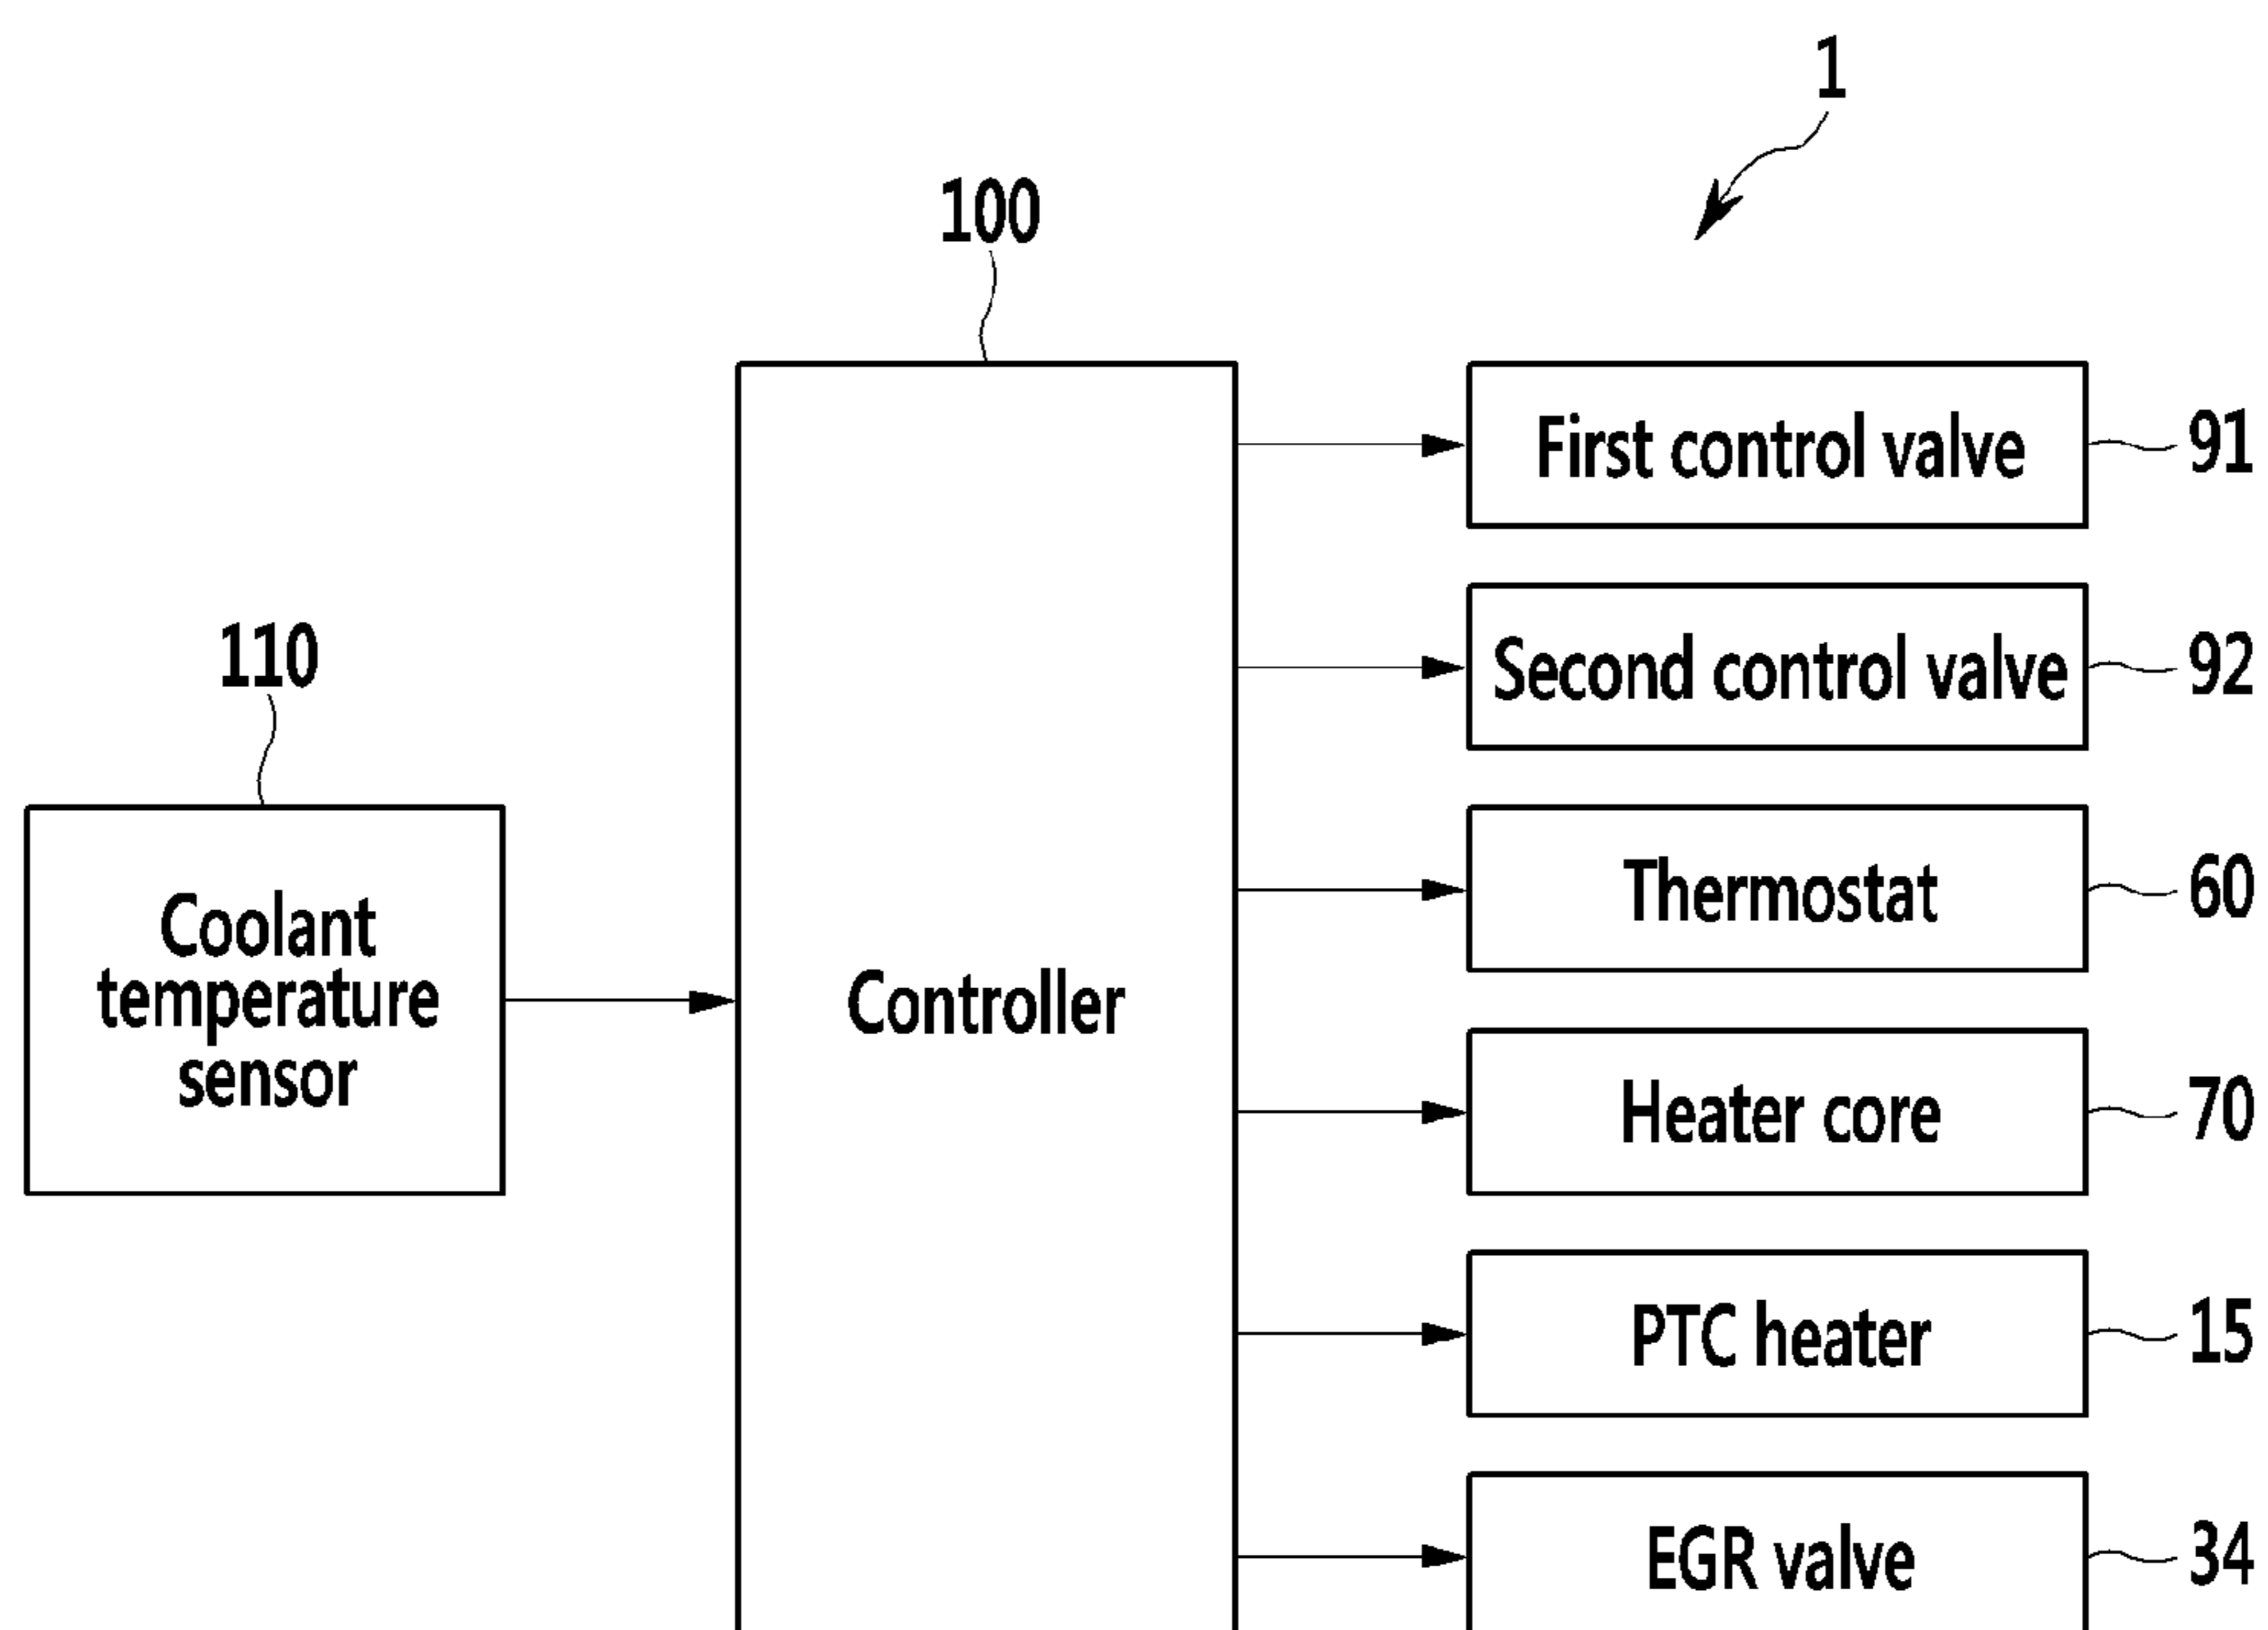 1
100
First control valve 91
Second control valve 92
110
Thermostat 60
Coolant
temperature
sensor
Controller
Heater core 70
PTC heater 15
EGR valve 34